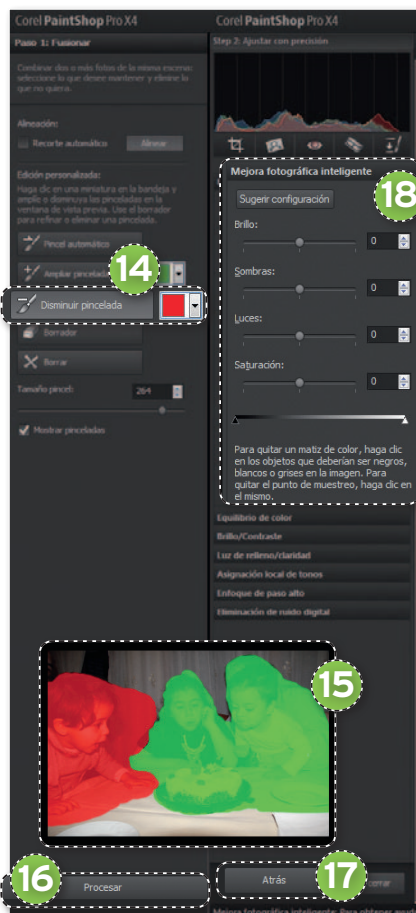 Corel PaintShop Pro X4
Paso 1: Fusionar
Combinar dos o más fotos de la misma escena:
seleccione lo que desee mantener y elimine lo
que no quiera.
Alineación:
Recorte automático
Alinear
Edición personalizada:
Haga clic en una miniatura en la bandeja y
amplíe o disminuya las pinceladas en la
ventana de vista previa. Use el borrador
para refinar o eliminar una pincelada.
Pincel automático
Ampliar pincelada
14
Disminuir pincelada
Borrador
Borrar
Tamaño pincel:
264
Mostrar pinceladas
15
16
Procesar
Corel PaintShop Pro X4
Step 2: Ajustar con precisión
Mejora fotográfica inteligente
18
Sugerir configuración
Brillo:
0
Sombras:
0
Luces:
0
Saturación:
0
Para quitar un matiz de color, haga clic
en los objetos que deberían ser negros,
blancos o grises en la imagen. Para
quitar el punto de muestreo, haga clic en
el mismo.
Equilibrio de color
Brillo/Contraste
Luz de relleno/claridad
Asignación local de tonos
Enfoque de paso alto
Eliminación de ruido digital
Atrás
17
Mejora fotográfica inteligente: Para obtener